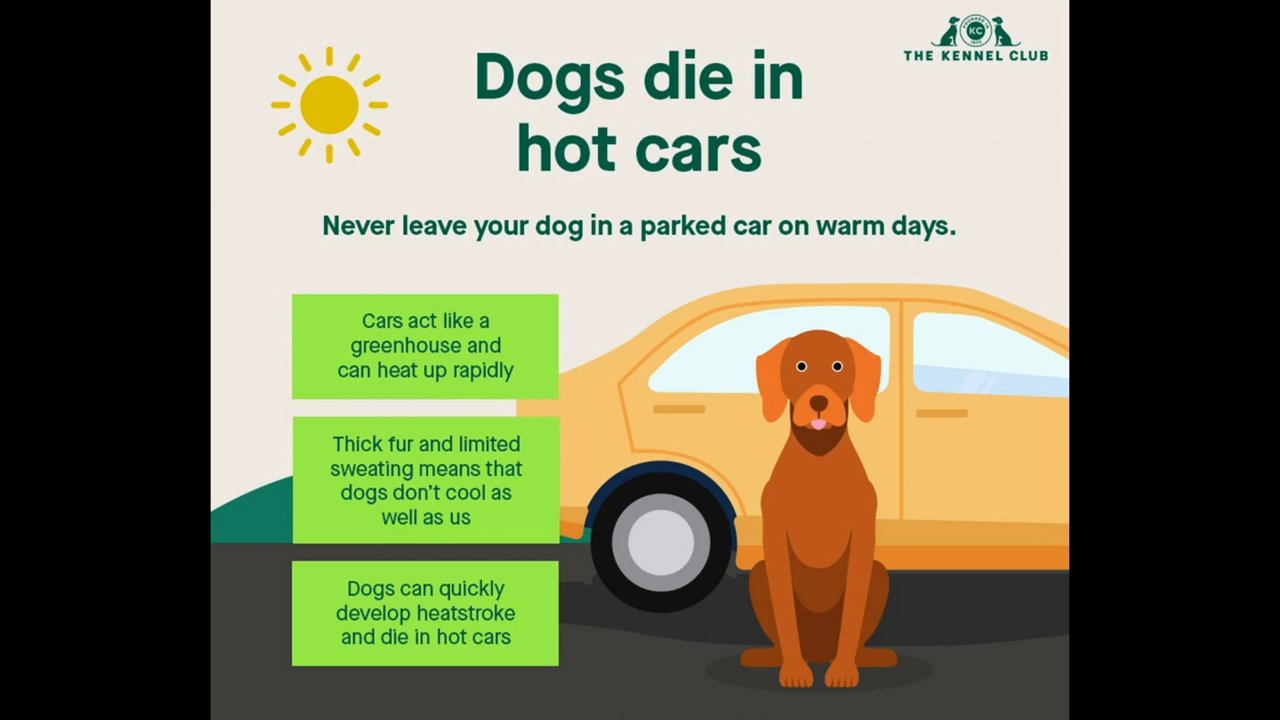 THE KENNEL CLUB
KC
Dogs die in
hot cars
Never leave your dog in a parked car on warm days.
Cars act like a
greenhouse and
can heat up rapidly
Thick fur and limited
sweating means that
dogs don't cool as
well as us
Dogs can quickly
develop heatstroke
and die in hot cars